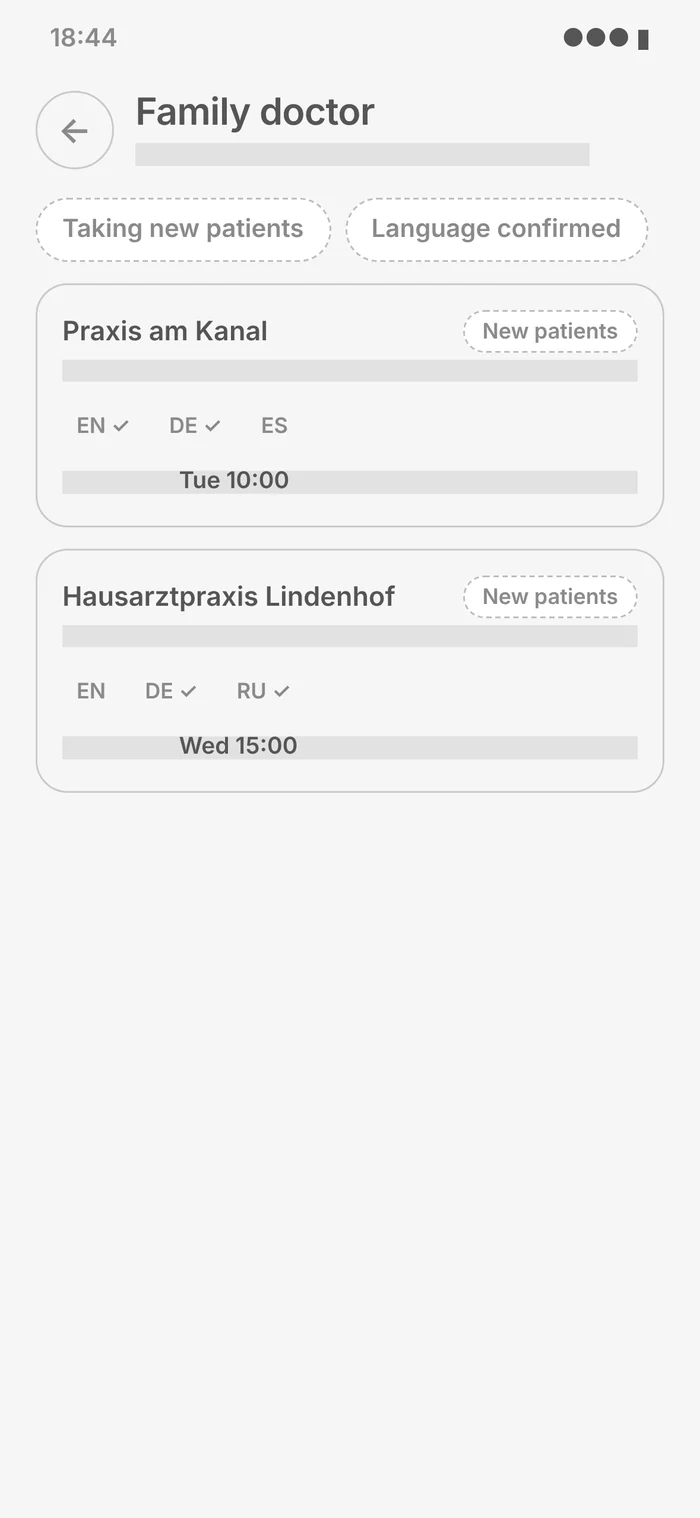 18:44
Family doctor
Taking new patients Language confirmed
Praxis am Kanal New patients
EN ✓ DE ✓ ES
Tue 10:00
Hausarztpraxis Lindenhof New patients
EN DE ✓ RU ✓
Wed 15:00